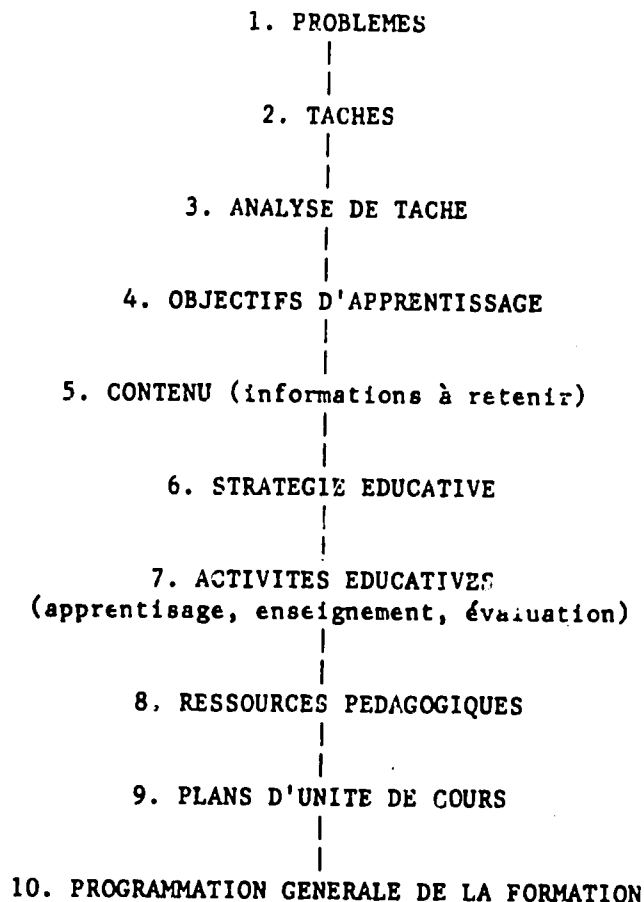 1. PROBLEMES
2. TACHES
3. ANALYSE DE TACHE
4. OBJECTIFS D'APPRENTISSAGE
5. CONTENU (informations à retenir)
6. STRATEGIE EDUCATIVE
7. ACTIVITES EDUCATIVES
(apprentisage, enseignement, évaluation)
8. RESSOURCES PEDAGOGIQUES
9. PLANS D'UNITE DE COURS
10. PROGRAMMATION GENERALE DE LA FORMATION